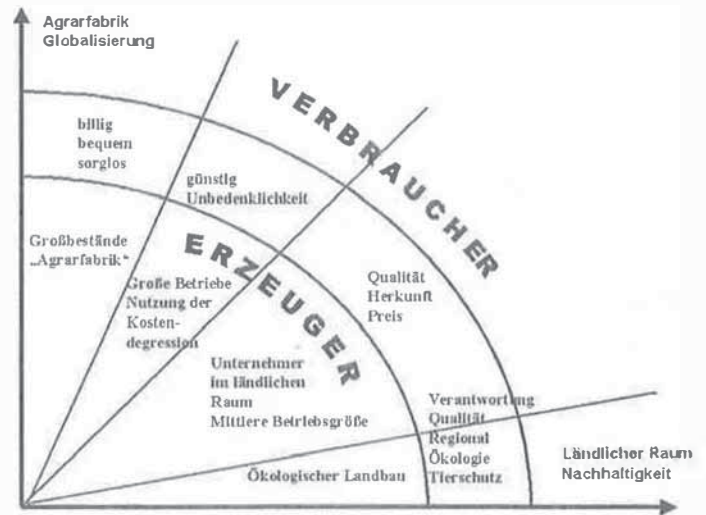 Agrarfabrik
Globalisierung
VERBRAUCHER
billig
bequem
sorglos
günstig
Unbedenklichkeit
ERZEUGER
Großbestände
„Agrarfabrik“
Große Betriebe
Nutzung der
Kosten-
degression
Qualität
Herkunft
Preis
Unternehmer
im ländlichen
Raum
Mittlere Betriebsgröße
Verantwortung
Qualität
Regional
Ökologie
Tierschutz
Ökologischer Landbau
Ländlicher Raum
Nachhaltigkeit